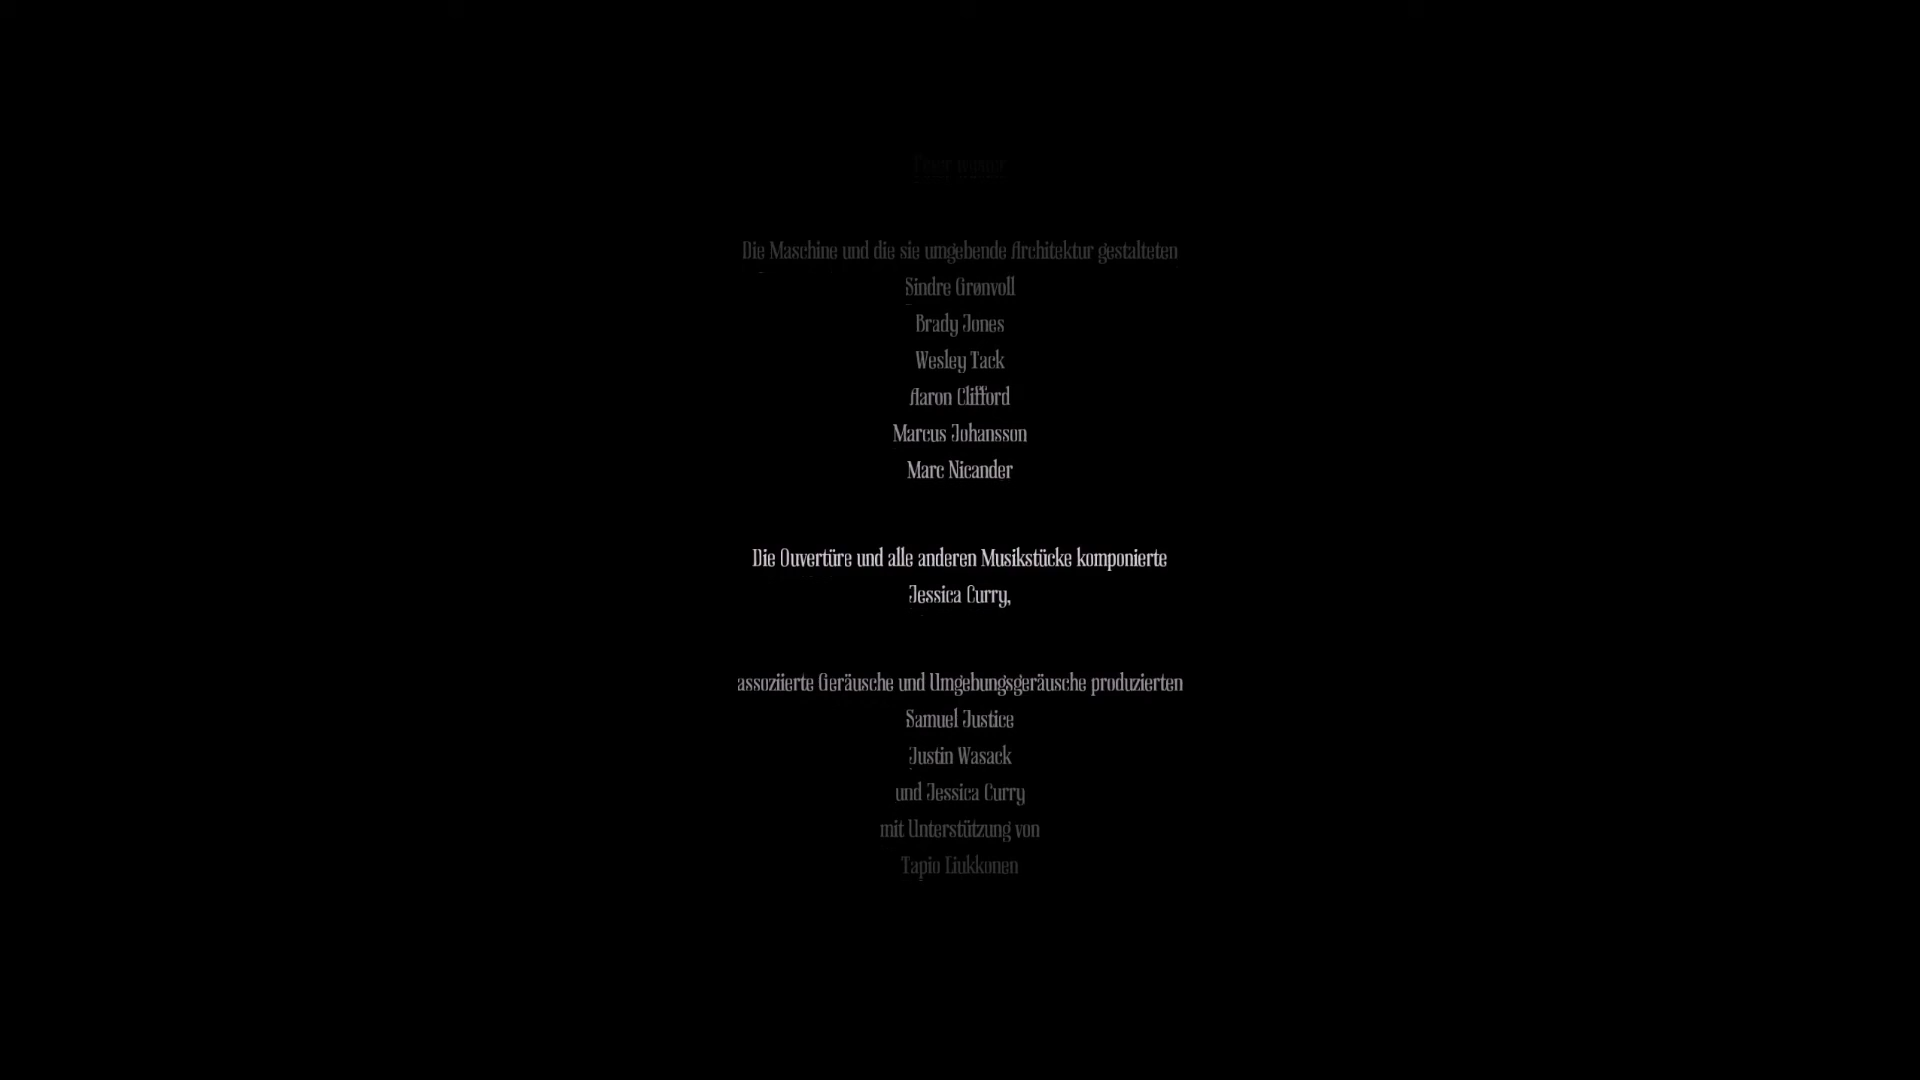 Die Maschine und die sie umgebende Architektur gestalteten
Sindre Grønvoll
Brady Jones
Wesley Tack
Aaron Clifford
Marcus Johansson
Marc Nicander
Die Ouvertüre und alle anderen Musikstücke komponierte
Jessica Curry,
assoziierte Geräusche und Umgebungsgeräusche produzierten
Samuel Justice
Justin Wasack
und Jessica Curry
mit Unterstützung von
Tapio Liukkonen